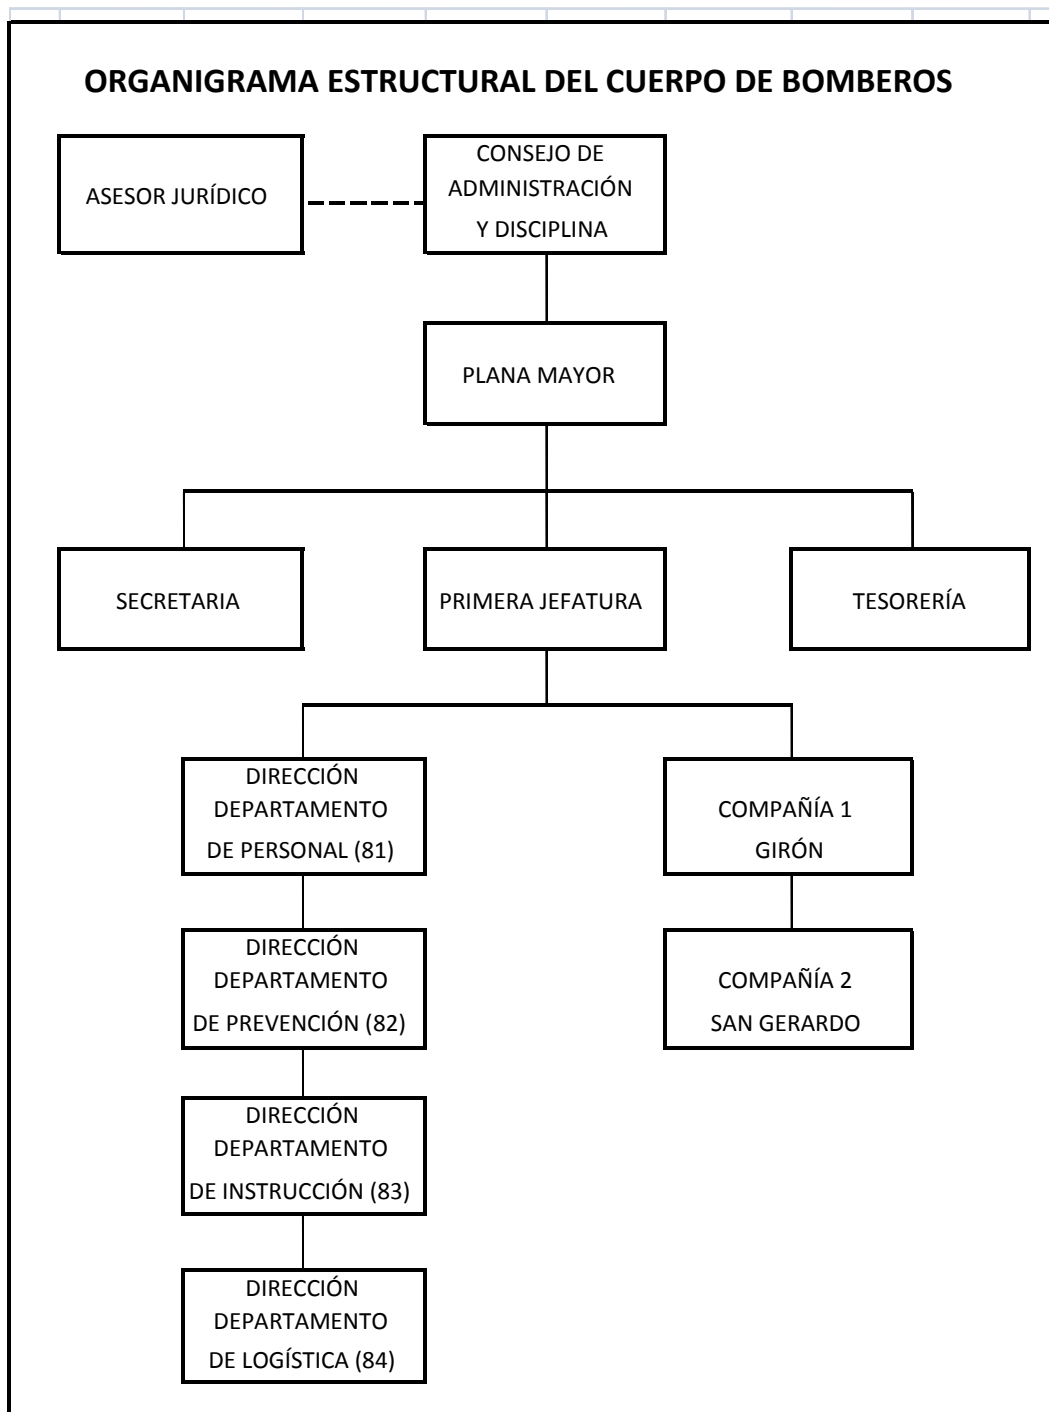 ORGANIGRAMA ESTRUCTURAL DEL CUERPO DE BOMBEROS
ASESOR JURÍDICO
CONSEJO DE
ADMINISTRACIÓN
Y DISCIPLINA
PLANA MAYOR
SECRETARIA
PRIMERA JEFATURA
TESORERÍA
DIRECCIÓN
DEPARTAMENTO
DE PERSONAL (81)
COMPAÑÍA 1
GIRÓN
DIRECCIÓN
DEPARTAMENTO
DE PREVENCIÓN (82)
COMPAÑÍA 2
SAN GERARDO
DIRECCIÓN
DEPARTAMENTO
DE INSTRUCCIÓN (83)
DIRECCIÓN
DEPARTAMENTO
DE LOGÍSTICA (84)